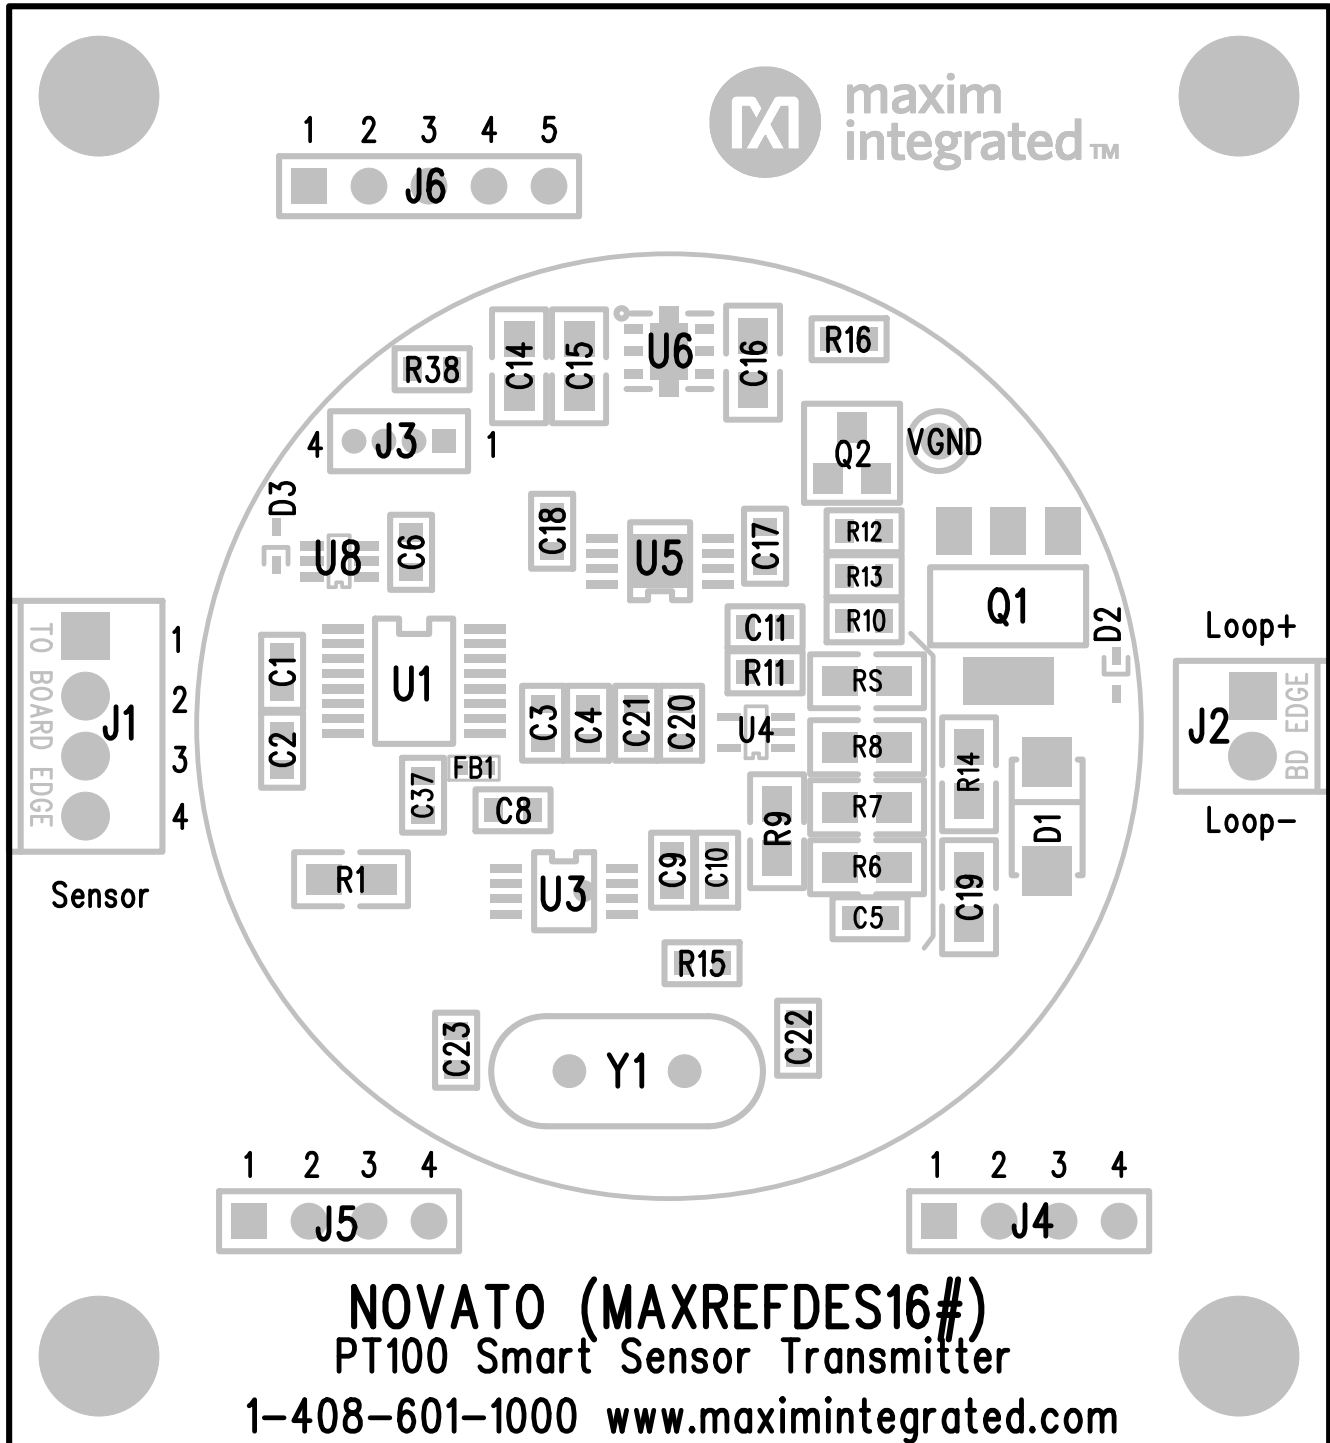 maxim
integrated™
1 2 3 4 5
J6
U6
R16
C14
C15
C16
R38
4 J3 1
Q2
VGND
D3
C18
C17
R12
U8
C6
U5
R13
Q1
R10
D2
Loop+
C11
TO BOARD EDGE
1
2
3
4
J1
C1
U1
R11
RS
C2
C3
C4
C21
C20
U4
R8
R14
J2
BD EDGE
FB1
C37
C8
R9
R7
D1
Loop-
R1
U3
C9
C10
R6
C19
Sensor
C5
R15
C23
Y1
C22
1 2 3 4
J5
1 2 3 4
J4
NOVATO (MAXREFDES16#)
PT100 Smart Sensor Transmitter
1-408-601-1000 www.maximintegrated.com